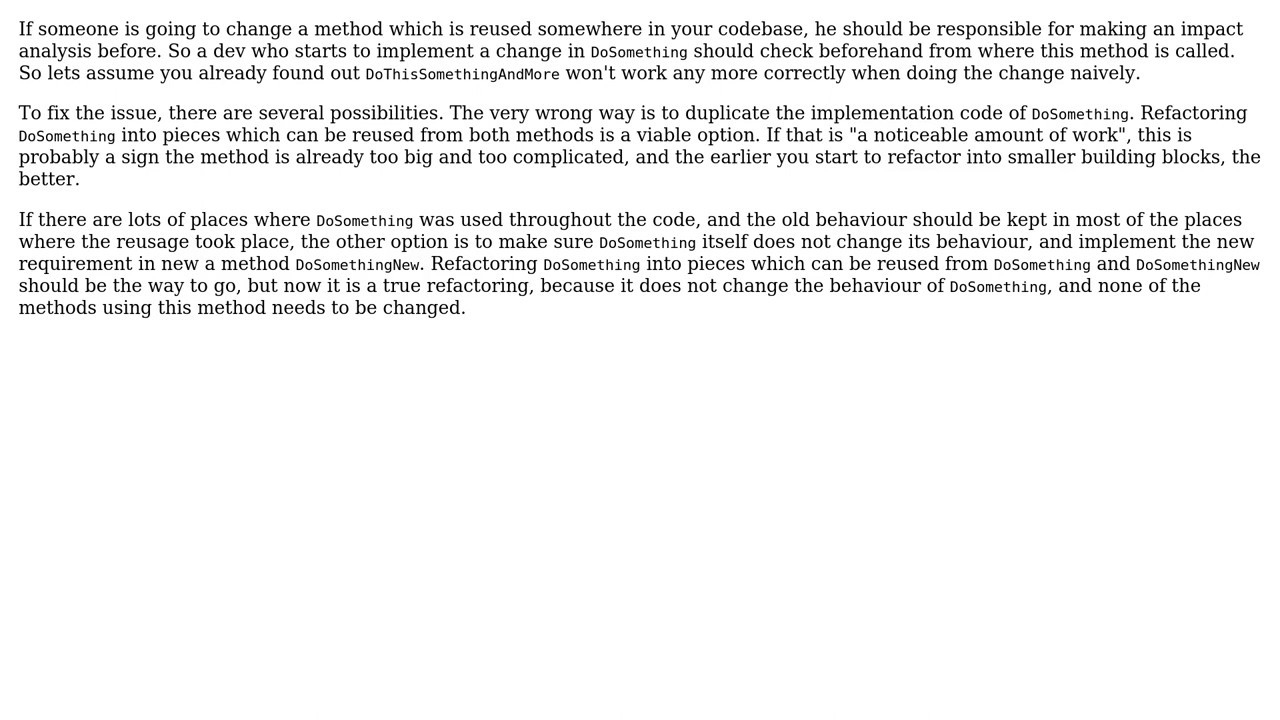 If someone is going to change a method which is reused somewhere in your codebase, he should be responsible for making an impact
analysis before. So a dev who starts to implement a change in DoSomething should check beforehand from where this method is called.
So lets assume you already found out DoThisSomethingAndMore won't work any more correctly when doing the change naively.
To fix the issue, there are several possibilities. The very wrong way is to duplicate the implementation code of DoSomething. Refactoring
DoSomething into pieces which can be reused from both methods is a viable option. If that is "a noticeable amount of work", this is
probably a sign the method is already too big and too complicated, and the earlier you start to refactor into smaller building blocks, the
better.
If there are lots of places where DoSomething was used throughout the code, and the old behaviour should be kept in most of the places
where the reusage took place, the other option is to make sure DoSomething itself does not change its behaviour, and implement the new
requirement in new a method DoSomethingNew. Refactoring DoSomething into pieces which can be reused from DoSomething and DoSomethingNew
should be the way to go, but now it is a true refactoring, because it does not change the behaviour of DoSomething, and none of the
methods using this method needs to be changed.